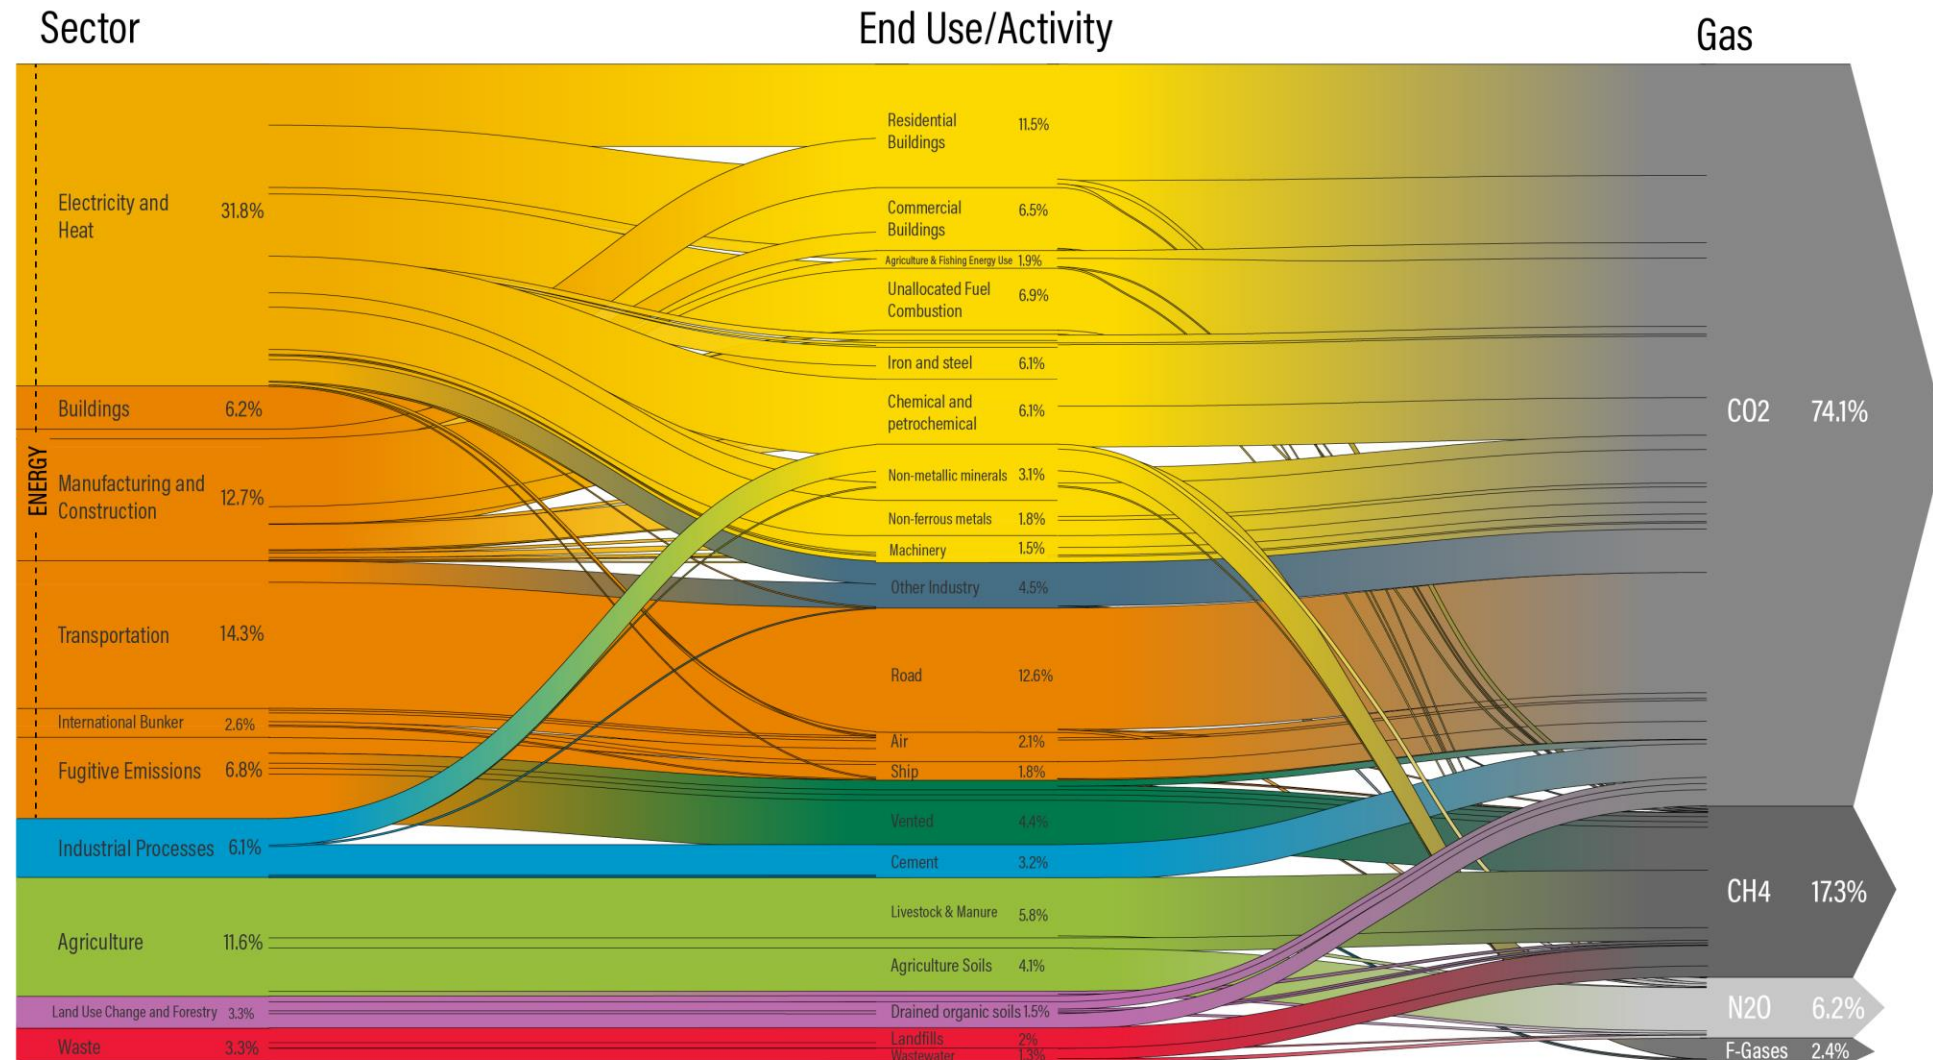 Sector
End Use/Activity
Gas
ENERGY
Electricity and
Heat
31.8%
Buildings
6.2%
Manufacturing and
Construction
12.7%
Transportation
14.3%
International Bunker
2.6%
Fugitive Emissions
6.8%
Industrial Processes
6.1%
Agriculture
11.6%
Land Use Change and Forestry
3.3%
Waste
3.3%
Residential
Buildings
11.5%
Commercial
Buildings
6.5%
Agriculture & Fishing Energy Use
1.9%
Unallocated Fuel
Combustion
6.9%
Iron and steel
6.1%
Chemical and
petrochemical
6.1%
Non-metallic minerals
3.1%
Non-ferrous metals
1.8%
Machinery
1.5%
Other Industry
4.5%
Road
12.6%
Air
2.1%
Ship
1.8%
Vented
4.4%
Cement
3.2%
Livestock & Manure
5.8%
Agriculture Soils
4.1%
Drained organic soils
1.5%
Landfills
2%
Wastewater
1.3%
CO2
74.1%
CH4
17.3%
N2O
6.2%
F-Gases
2.4%